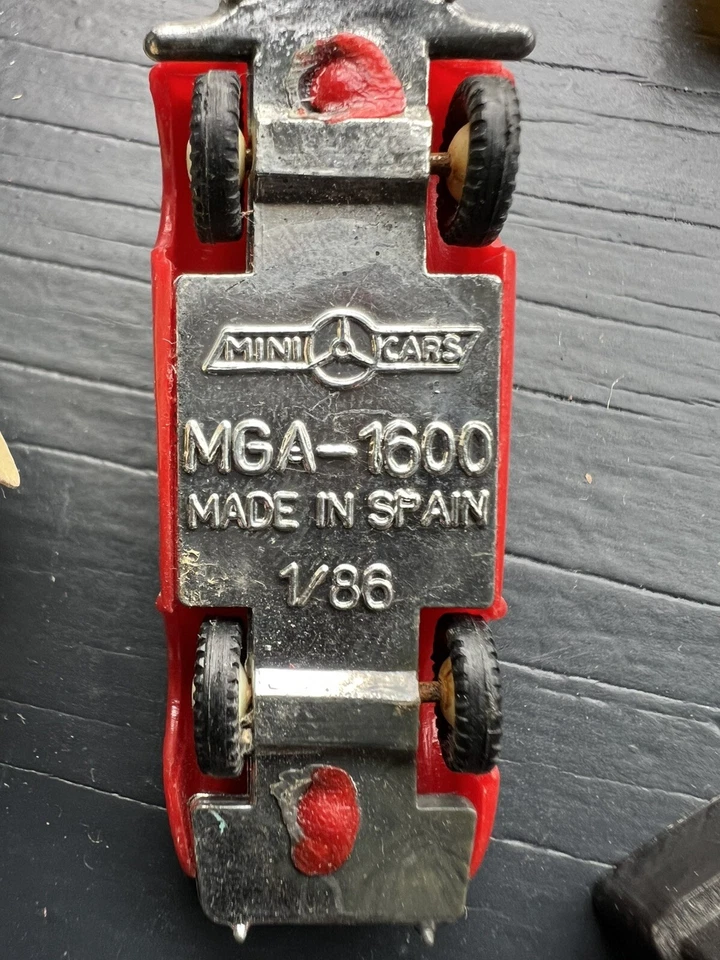 MINI CARS
MGA-1600
MADE IN SPAIN
1/86